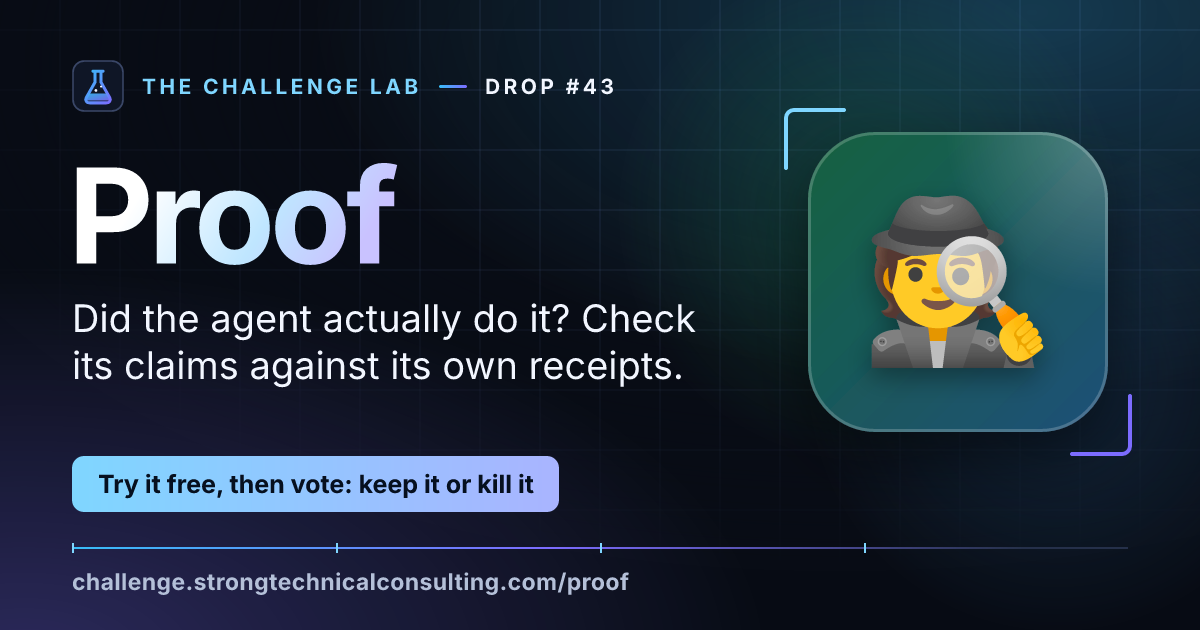 THE CHALLENGE LAB — DROP #43
Proof
Did the agent actually do it? Check
its claims against its own receipts.
Try it free, then vote: keep it or kill it
challenge.strongtechnicalconsulting.com/proof